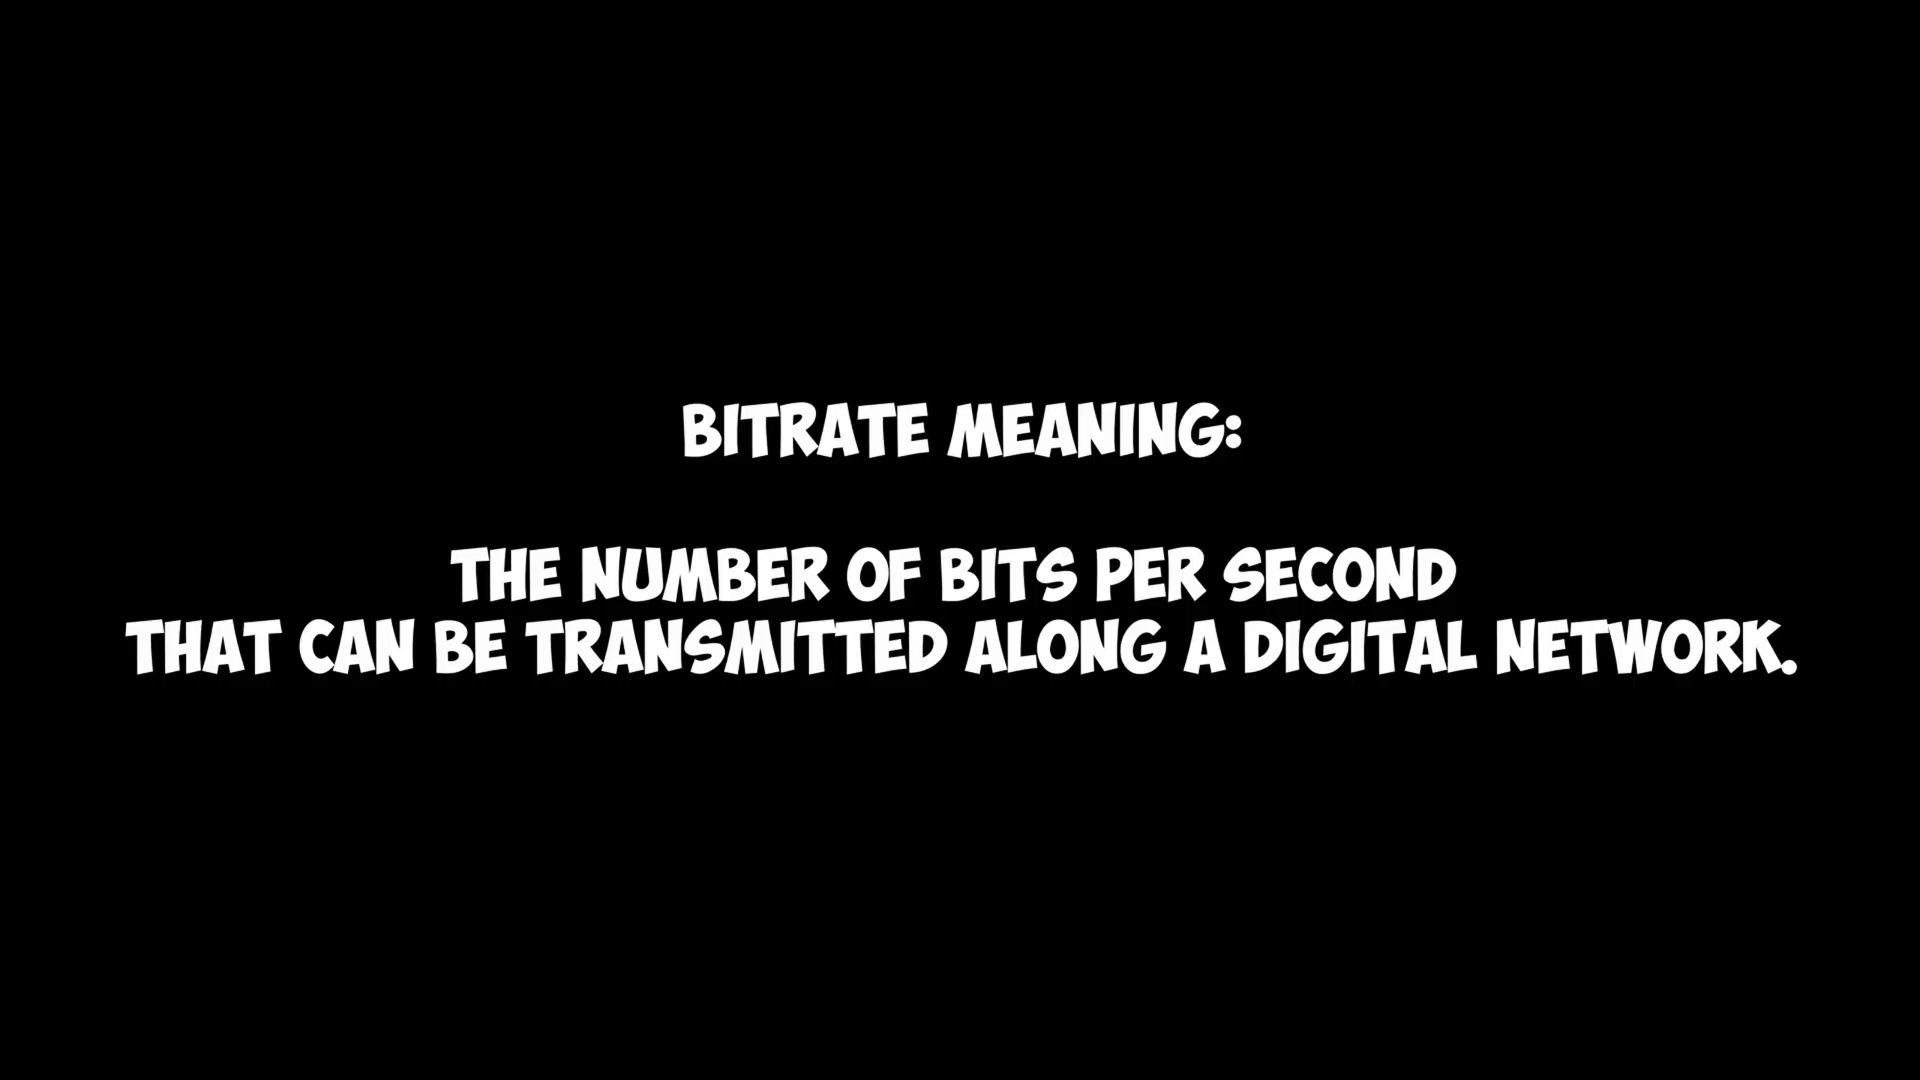 BITRATE MEANING:
THE NUMBER OF BITS PER SECOND
THAT CAN BE TRANSMITTED ALONG A DIGITAL NETWORK.